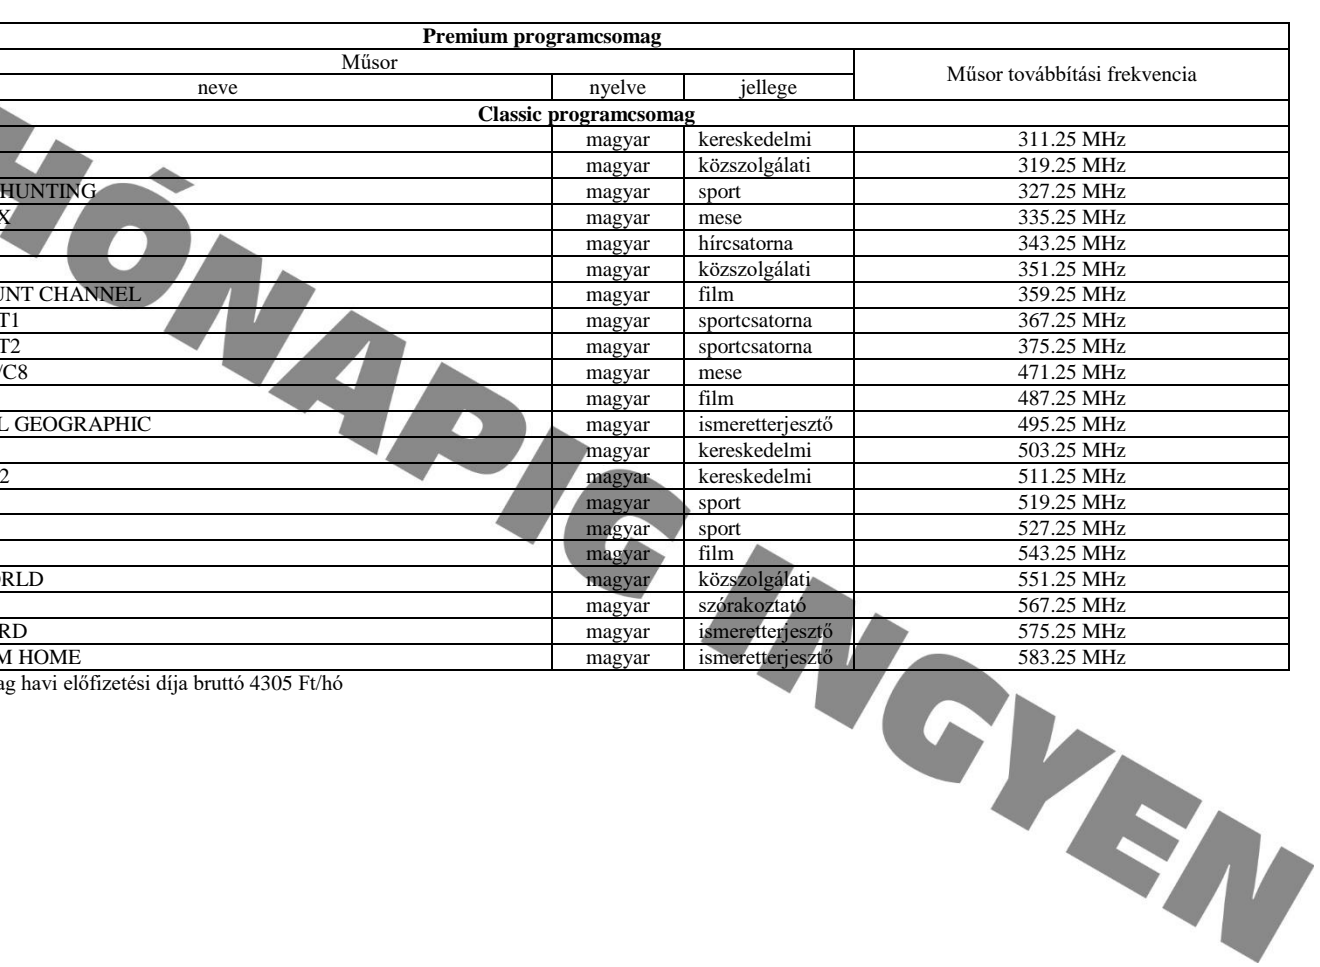 Premium programcsomag
Műsor Műsor továbbítási frekvencia
neve nyelve jellege
Classic programcsomag
magyar kereskedelmi 311.25 MHz
magyar közszolgálati 319.25 MHz
HUNTING magyar sport 327.25 MHz
X magyar mese 335.25 MHz
magyar hírcsatorna 343.25 MHz
magyar közszolgálati 351.25 MHz
UNT CHANNEL magyar film 359.25 MHz
T1 magyar sportcsatorna 367.25 MHz
T2 magyar sportcsatorna 375.25 MHz
/C8 magyar mese 471.25 MHz
magyar film 487.25 MHz
L GEOGRAPHIC magyar ismeretterjesztő 495.25 MHz
magyar kereskedelmi 503.25 MHz
2 magyar kereskedelmi 511.25 MHz
magyar sport 519.25 MHz
magyar sport 527.25 MHz
magyar film 543.25 MHz
ORLD magyar közszolgálati 551.25 MHz
magyar szórakoztató 567.25 MHz
RD magyar ismeretterjesztő 575.25 MHz
M HOME magyar ismeretterjesztő 583.25 MHz
ag havi előfizetési díja bruttó 4305 Ft/hó
HÓNAPIG INGYEN